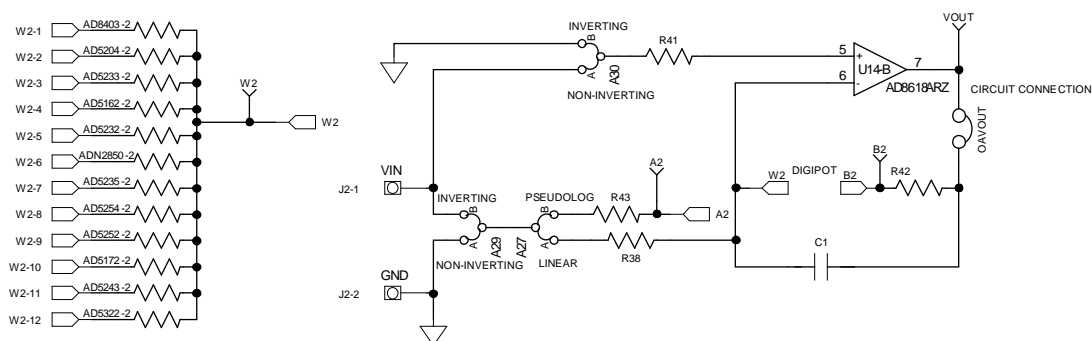 W2-1 AD8403-2
W2-2 AD5204-2
W2-3 AD5233-2
W2-4 AD5162-2
W2-5 AD5232-2
W2-6 ADN2850-2
W2-7 AD5235-2
W2-8 AD5254-2
W2-9 AD5252-2
W2-10 AD5172-2
W2-11 AD5243-2
W2-12 AD5322-2
W2
W2
INVERTING
B
A
A30
NON-INVERTING
R41
5
6
+
-
U14-B
7
AD8618ARZ
VOUT
CIRCUIT CONNECTION
OAVOUT
J2-1
VIN
INVERTING
B
A
A29
NON-INVERTING
PSEUDOLOG
B
A
A27
LINEAR
R43
R38
A2
A2
W2
DIGIPOT
B2
B2
R42
C1
J2-2
GND